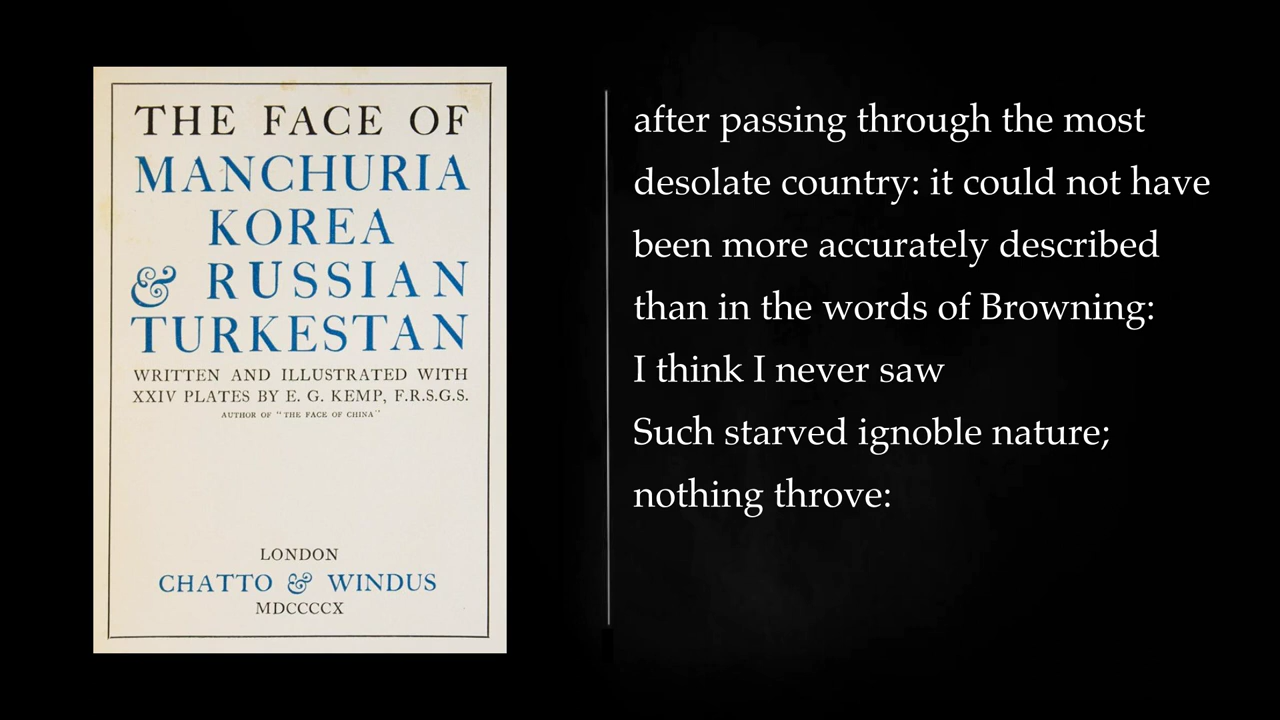 THE FACE OF
MANCHURIA
KOREA
& RUSSIAN
TURKESTAN
WRITTEN AND ILLUSTRATED WITH
XXIV PLATES BY E. G. KEMP, F.R.S.G.S.
AUTHOR OF "THE FACE OF CHINA"
LONDON
CHATTO & WINDUS
MDCCCCX
after passing through the most
desolate country: it could not have
been more accurately described
than in the words of Browning:
I think I never saw
Such starved ignoble nature;
nothing throve: